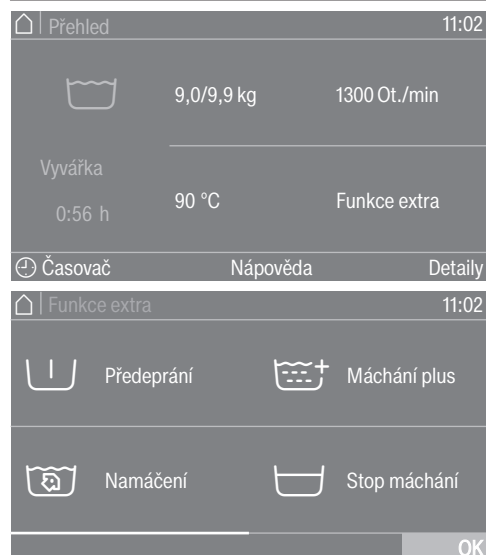 Přehled 11:02
9,0/9,9 kg 1300 Ot./min
Vyvářka
0:56 h
90 °C Funkce extra
Časovač Nápověda Detaily
Funkce extra 11:02
Předeprání Máchání plus
Namáčení Stop máchání
OK